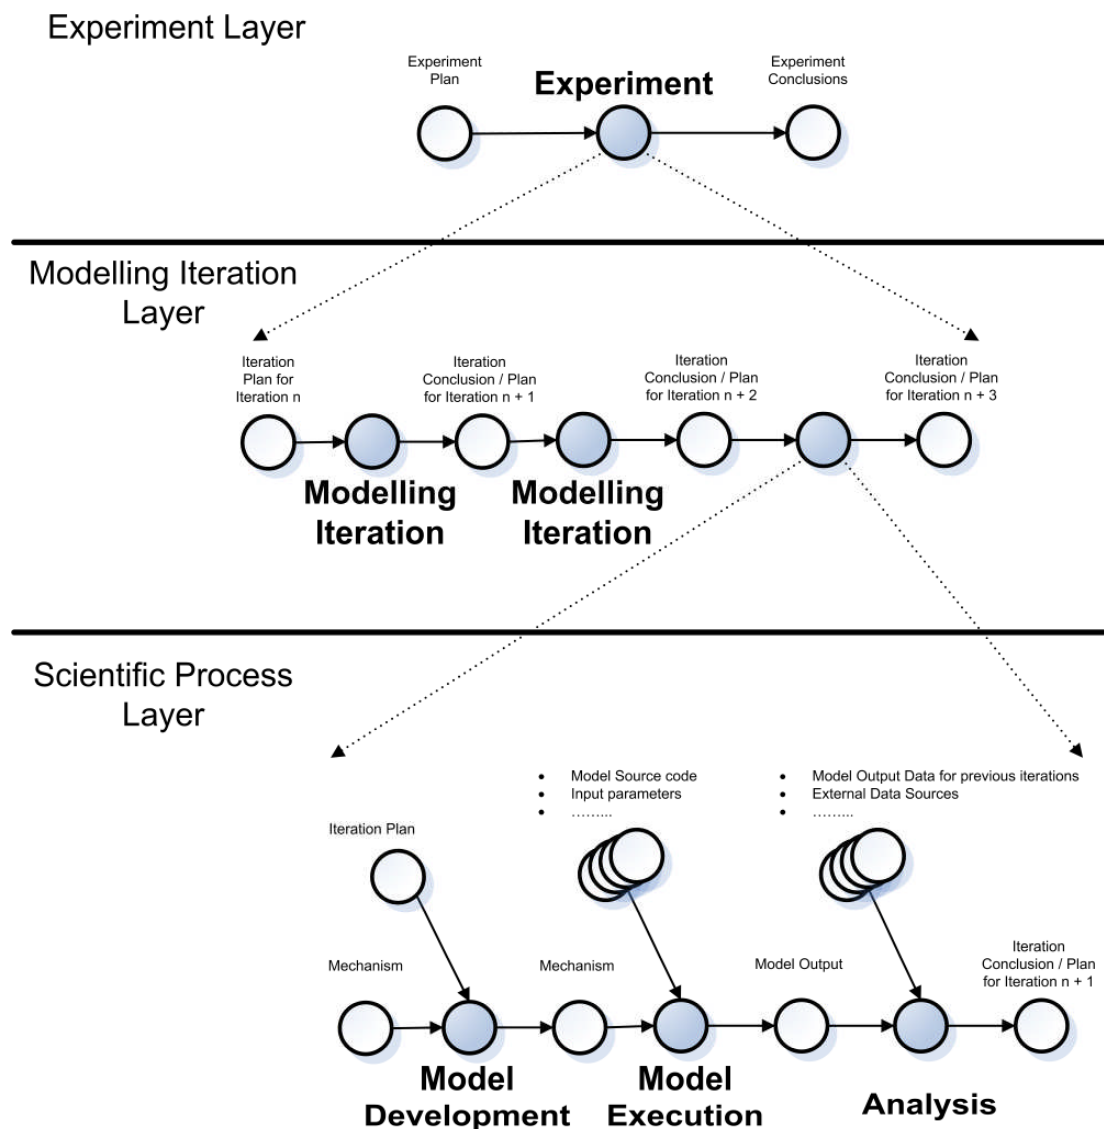 Experiment Layer
Experiment
Plan
Experiment
Experiment
Conclusions
Modelling Iteration
Layer
Iteration
Plan for
Iteration n
Iteration
Conclusion / Plan
for Iteration n + 1
Iteration
Conclusion / Plan
for Iteration n + 2
Iteration
Conclusion / Plan
for Iteration n + 3
Modelling
Iteration
Modelling
Iteration
Scientific Process
Layer
• Model Source code
• Input parameters
• ………
• Model Output Data for previous iterations
• External Data Sources
• ………
Iteration Plan
Mechanism
Mechanism
Model Output
Iteration
Conclusion / Plan
for Iteration n + 1
Model
Development
Model
Execution
Analysis